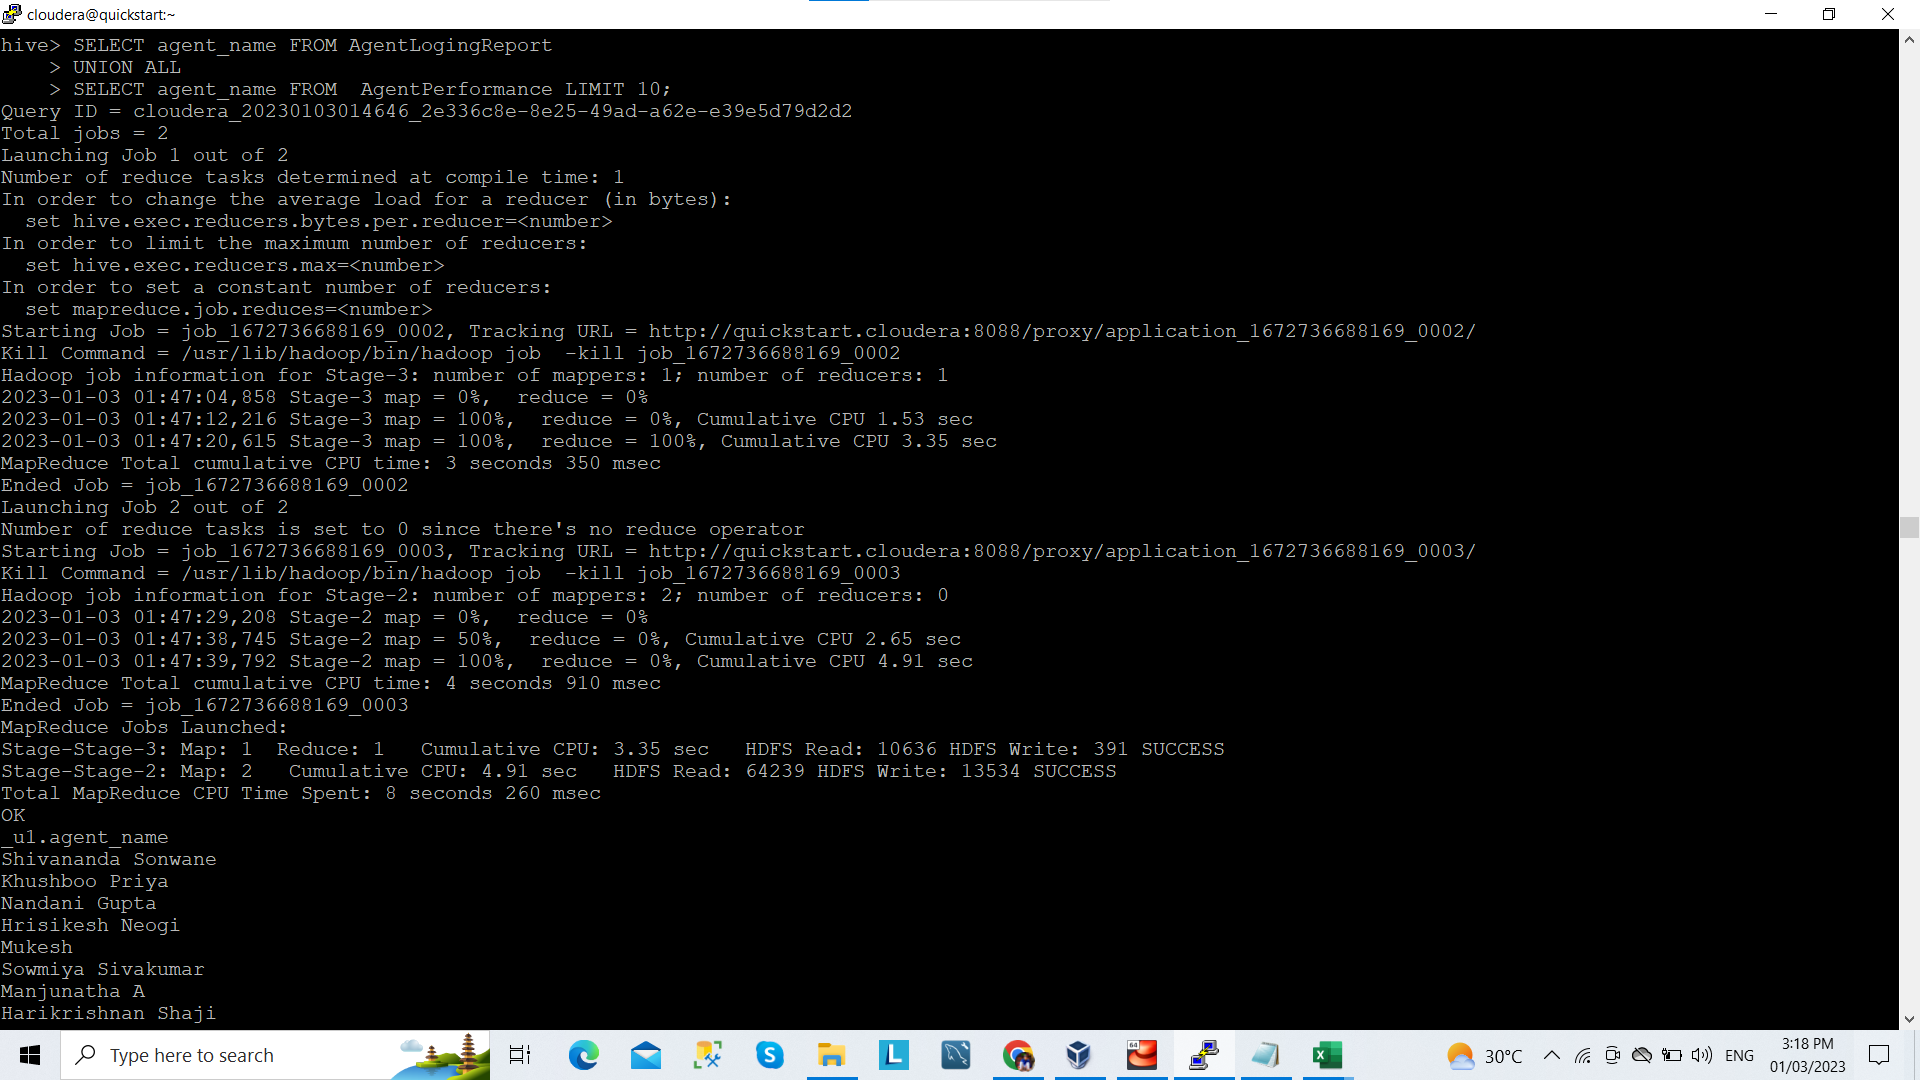 cloudera@quickstart:~
hive> SELECT agent_name FROM AgentLogingReport
    > UNION ALL
    > SELECT agent_name FROM  AgentPerformance LIMIT 10;
Query ID = cloudera_20230103014646_2e336c8e-8e25-49ad-a62e-e39e5d79d2d2
Total jobs = 2
Launching Job 1 out of 2
Number of reduce tasks determined at compile time: 1
In order to change the average load for a reducer (in bytes):
  set hive.exec.reducers.bytes.per.reducer=<number>
In order to limit the maximum number of reducers:
  set hive.exec.reducers.max=<number>
In order to set a constant number of reducers:
  set mapreduce.job.reduces=<number>
Starting Job = job_1672736688169_0002, Tracking URL = http://quickstart.cloudera:8088/proxy/application_1672736688169_0002/
Kill Command = /usr/lib/hadoop/bin/hadoop job  -kill job_1672736688169_0002
Hadoop job information for Stage-3: number of mappers: 1; number of reducers: 1
2023-01-03 01:47:04,858 Stage-3 map = 0%,  reduce = 0%
2023-01-03 01:47:12,216 Stage-3 map = 100%,  reduce = 0%, Cumulative CPU 1.53 sec
2023-01-03 01:47:20,615 Stage-3 map = 100%,  reduce = 100%, Cumulative CPU 3.35 sec
MapReduce Total cumulative CPU time: 3 seconds 350 msec
Ended Job = job_1672736688169_0002
Launching Job 2 out of 2
Number of reduce tasks is set to 0 since there's no reduce operator
Starting Job = job_1672736688169_0003, Tracking URL = http://quickstart.cloudera:8088/proxy/application_1672736688169_0003/
Kill Command = /usr/lib/hadoop/bin/hadoop job  -kill job_1672736688169_0003
Hadoop job information for Stage-2: number of mappers: 2; number of reducers: 0
2023-01-03 01:47:29,208 Stage-2 map = 0%,  reduce = 0%
2023-01-03 01:47:38,745 Stage-2 map = 50%,  reduce = 0%, Cumulative CPU 2.65 sec
2023-01-03 01:47:39,792 Stage-2 map = 100%,  reduce = 0%, Cumulative CPU 4.91 sec
MapReduce Total cumulative CPU time: 4 seconds 910 msec
Ended Job = job_1672736688169_0003
MapReduce Jobs Launched:
Stage-Stage-3: Map: 1  Reduce: 1   Cumulative CPU: 3.35 sec   HDFS Read: 10636 HDFS Write: 391 SUCCESS
Stage-Stage-2: Map: 2   Cumulative CPU: 4.91 sec   HDFS Read: 64239 HDFS Write: 13534 SUCCESS
Total MapReduce CPU Time Spent: 8 seconds 260 msec
OK
_u1.agent_name
Shivananda Sonwane
Khushboo Priya
Nandani Gupta
Hrisikesh Neogi
Mukesh
Sowmiya Sivakumar
Manjunatha A
Harikrishnan Shaji
Type here to search
L
S
64
30°C
ENG
3:18 PM
01/03/2023